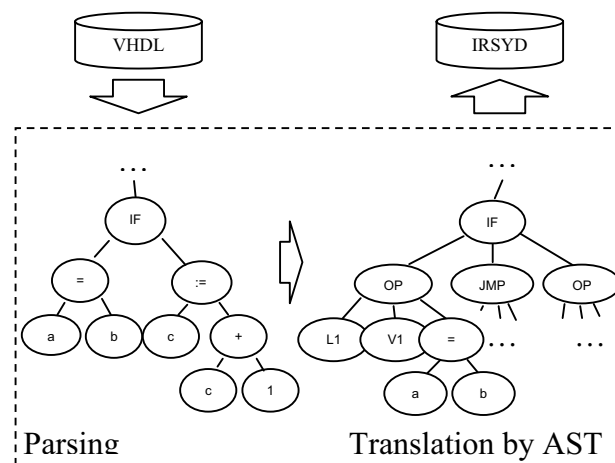 VHDL IRSYD
... ...
IF IF
= := OP JMP OP
a b c + L1 V1 = ... ...
c 1 a b
Parsing Translation by AST